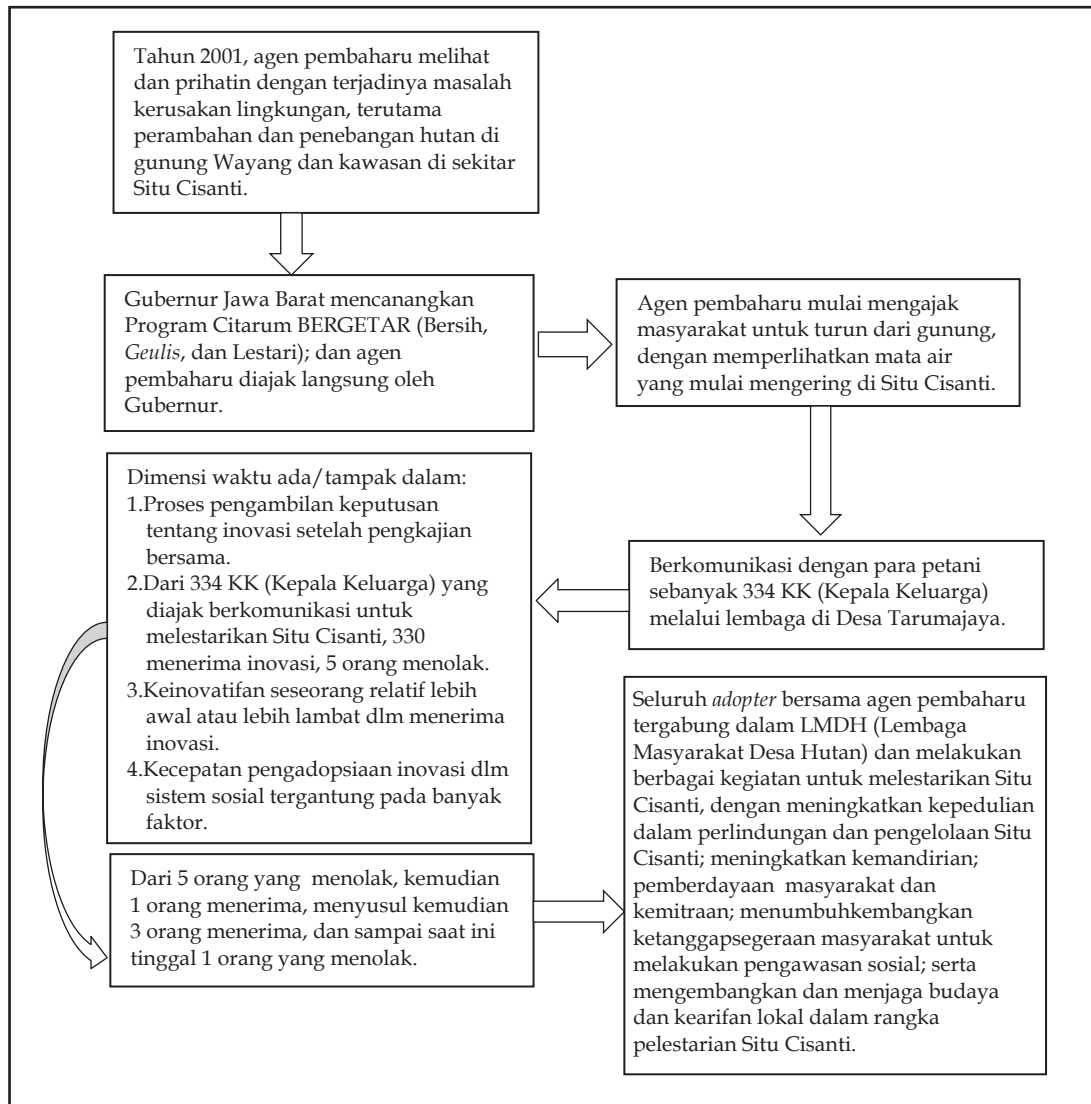 Tahun 2001, agen pembaharu melihat
dan prihatin dengan terjadinya masalah
kerusakan lingkungan, terutama
perambahan dan penebangan hutan di
gunung Wayang dan kawasan di sekitar
Situ Cisanti.
Gubernur Jawa Barat mencanangkan
Program Citarum BERGETAR (Bersih,
Geulis, dan Lestari); dan agen
pembaharu diajak langsung oleh
Gubernur.
Agen pembaharu mulai mengajak
masyarakat untuk turun dari gunung,
dengan memperlihatkan mata air
yang mulai mengering di Situ Cisanti.
Berkomunikasi dengan para petani
sebanyak 334 KK (Kepala Keluarga)
melalui lembaga di Desa Tarumajaya.
Dimensi waktu ada/tampak dalam:
1.Proses pengambilan keputusan
tentang inovasi setelah pengkajian
bersama.
2.Dari 334 KK (Kepala Keluarga) yang
diajak berkomunikasi untuk
melestarikan Situ Cisanti, 330
menerima inovasi, 5 orang menolak.
3.Keinovatifan seseorang relatif lebih
awal atau lebih lambat dlm menerima
inovasi.
4.Kecepatan pengadopsiaan inovasi dlm
sistem sosial tergantung pada banyak
faktor.
Dari 5 orang yang menolak, kemudian
1 orang menerima, menyusul kemudian
3 orang menerima, dan sampai saat ini
tinggal 1 orang yang menolak.
Seluruh adopter bersama agen pembaharu
tergabung dalam LMDH (Lembaga
Masyarakat Desa Hutan) dan melakukan
berbagai kegiatan untuk melestarikan Situ
Cisanti, dengan meningkatkan kepedulian
dalam perlindungan dan pengelolaan Situ
Cisanti; meningkatkan kemandirian;
pemberdayaan masyarakat dan
kemitraan; menumbuhkembangkan
ketanggapsegeraan masyarakat untuk
melakukan pengawasan sosial; serta
mengembangkan dan menjaga budaya
dan kearifan lokal dalam rangka
pelestarian Situ Cisanti.